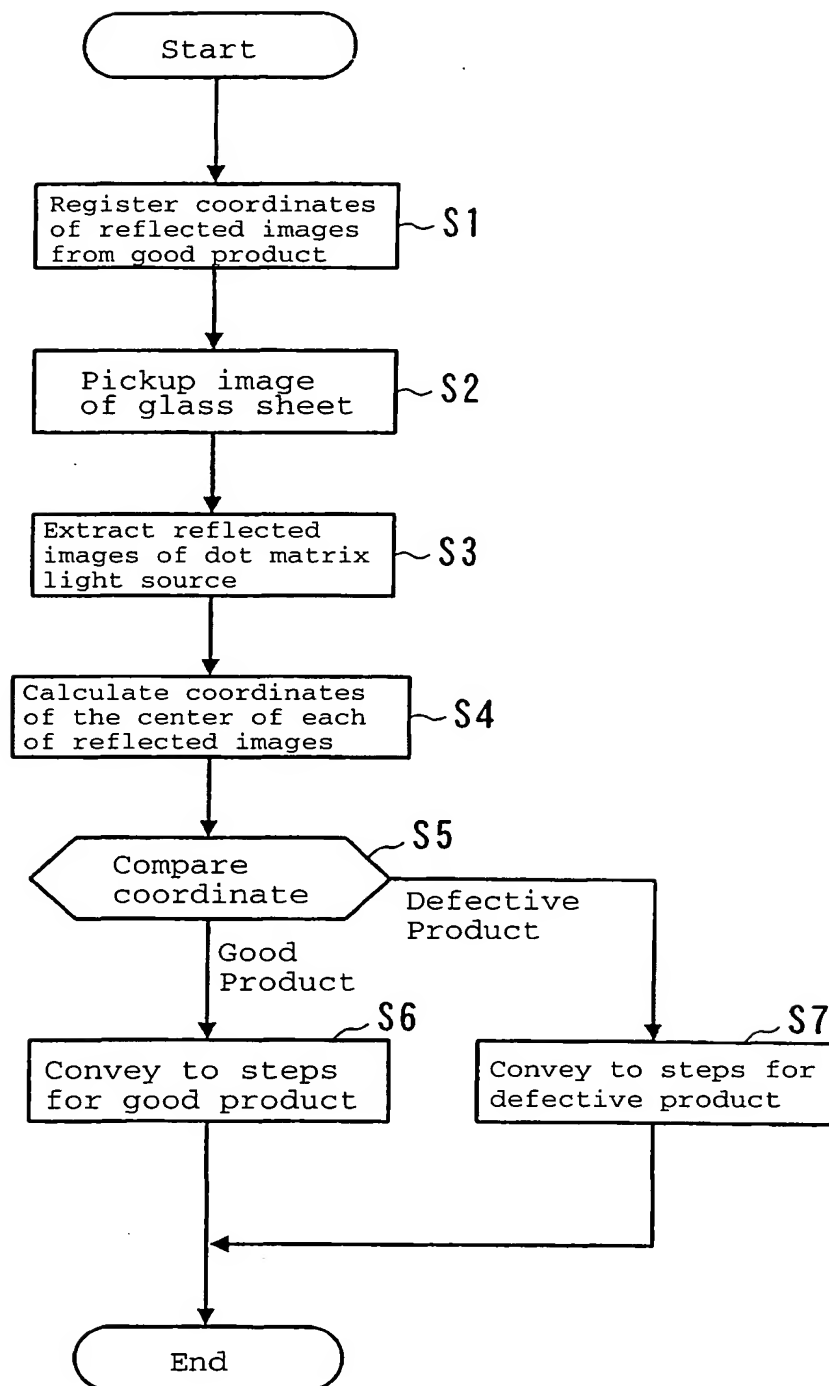 Start
Register coordinates
of reflected images
from good product
S1
Pickup image
of glass sheet
S2
Extract reflected
images of dot matrix
light source
S3
Calculate coordinates
of the center of each
of reflected images
S4
Compare
coordinate
S5
Defective
Product
Good
Product
S6
Convey to steps
for good product
S7
Convey to steps for
defective product
End